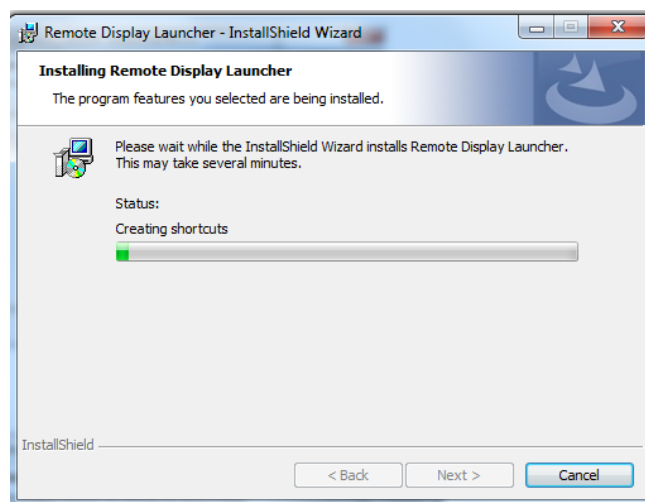 Remote Display Launcher - InstallShield Wizard
Installing Remote Display Launcher
The program features you selected are being installed.
Please wait while the InstallShield Wizard installs Remote Display Launcher.
This may take several minutes.
Status:
Creating shortcuts
InstallShield
< Back
Next >
Cancel